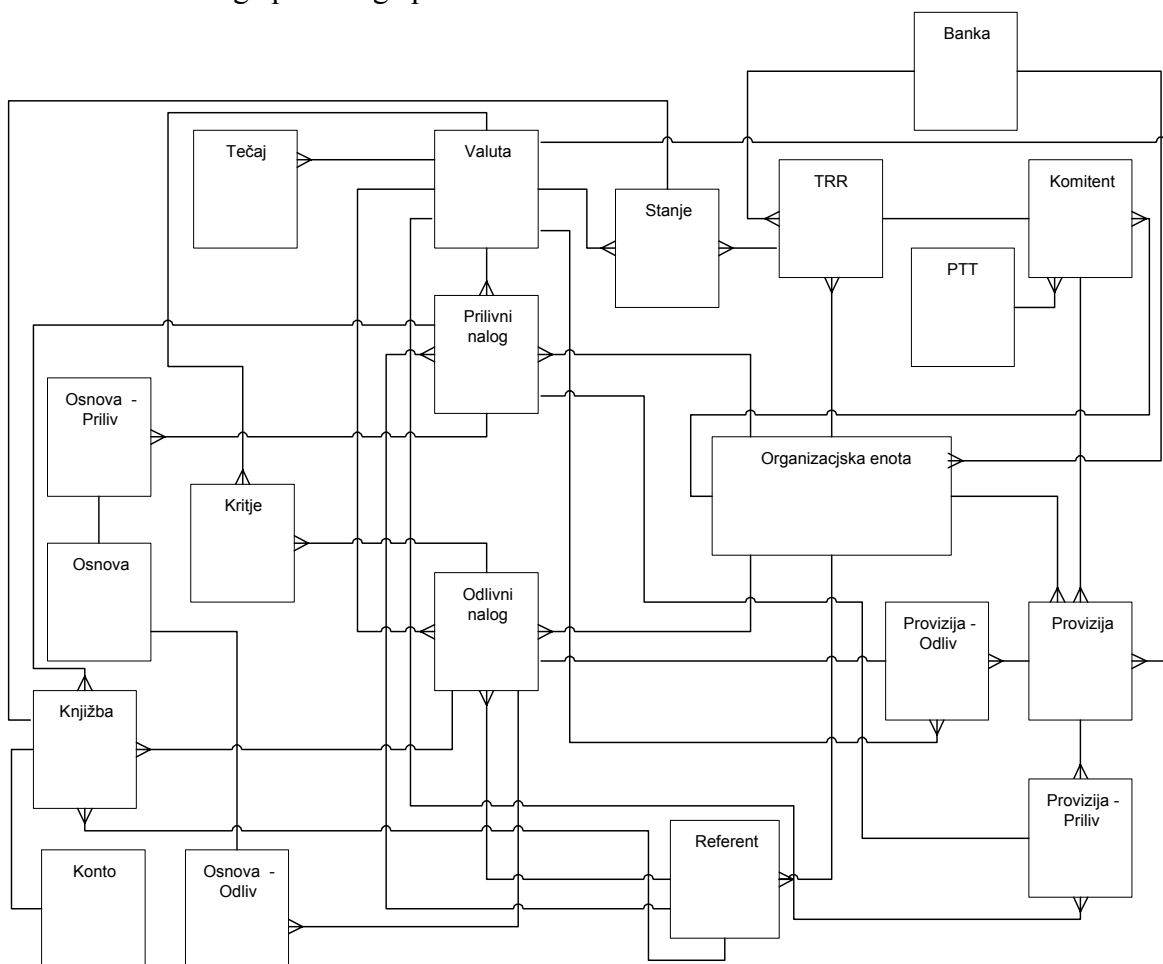 Banka
Tečaj
Valuta
TRR
Komitent
Stanje
PTT
Prilivni
nalog
Osnova -
Priliv
Organizacjska enota
Kritje
Osnova
Odlivni
nalog
Provizija -
Odliv
Provizija
Knjižba
Provizija -
Priliv
Referent
Konto
Osnova -
Odliv